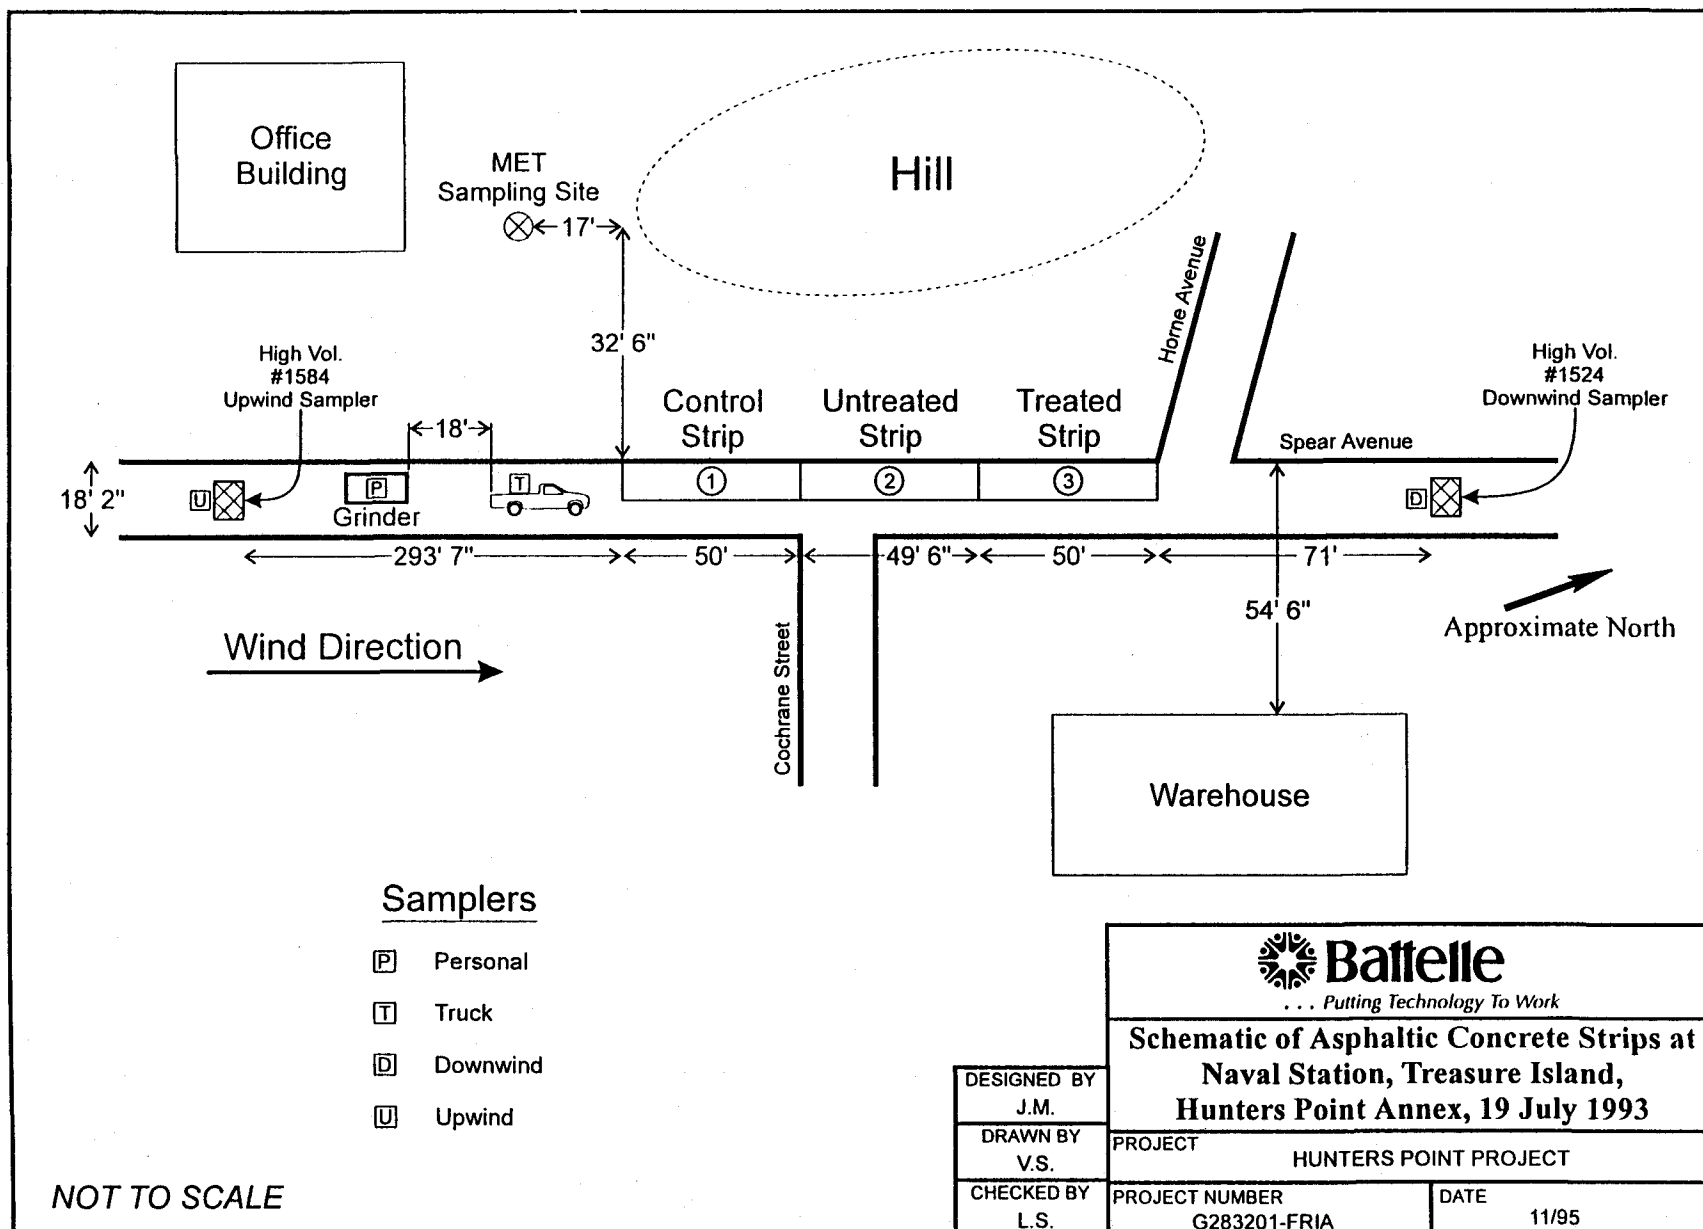 Office
Building
MET
Sampling Site
17'
Hill
32' 6"
Horne Avenue
High Vol.
#1584
Upwind Sampler
High Vol.
#1524
Downwind Sampler
18'
Control
Strip
Untreated
Strip
Treated
Strip
Spear Avenue
18' 2"
U
P
Grinder
T
1
2
3
D
293' 7"
50'
49' 6"
50'
71'
54' 6"
Approximate North
Wind Direction
Cochrane Street
Warehouse
Samplers
P Personal
T Truck
D Downwind
U Upwind
NOT TO SCALE
Battelle
. . . Putting Technology To Work
Schematic of Asphaltic Concrete Strips at
Naval Station, Treasure Island,
Hunters Point Annex, 19 July 1993
DESIGNED BY
J.M.
DRAWN BY
V.S.
CHECKED BY
L.S.
PROJECT
HUNTERS POINT PROJECT
PROJECT NUMBER
G283201-FRIA
DATE
11/95